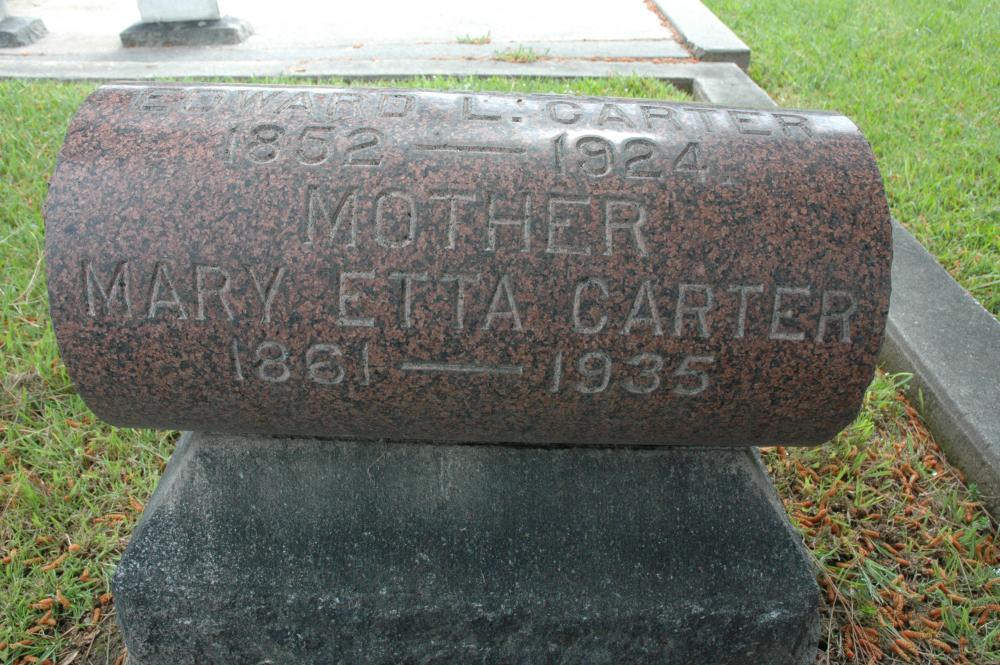 EDWARD L. CARTER
1852 — 1924
MOTHER
MARY ETTA CARTER
1861 — 1935